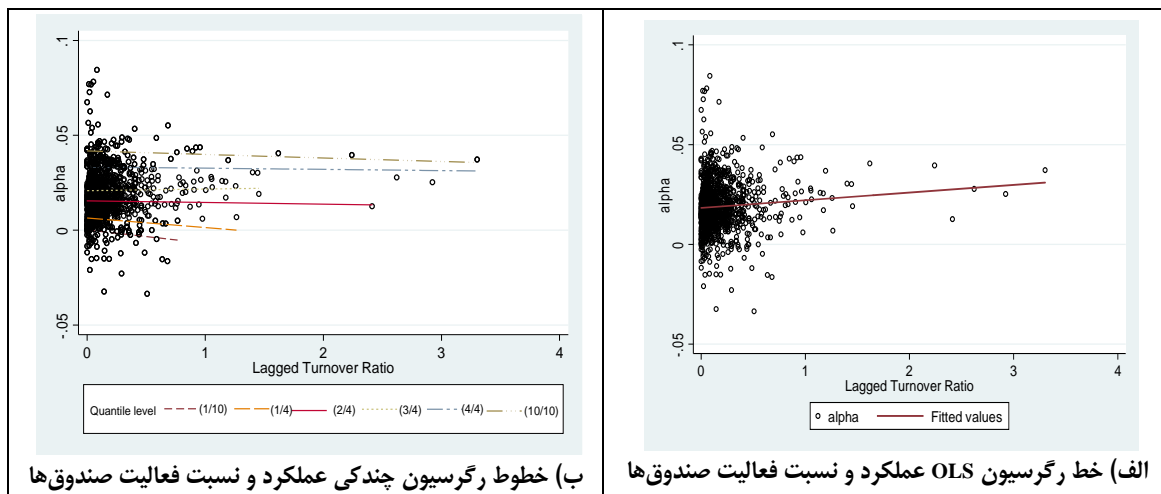 .1
.05
0
-.05
alpha
0 1 2 3 4
Lagged Turnover Ratio
alpha Fitted values
الف) خط رگرسیون OLS عملکرد و نسبت فعالیت صندوق‌ها
.1
.05
0
-.05
alpha
0 1 2 3 4
Lagged Turnover Ratio
Quantile level (1/10) (1/4) (2/4) (3/4) (4/4) (10/10)
ب) خطوط رگرسیون چندکی عملکرد و نسبت فعالیت صندوق‌ها